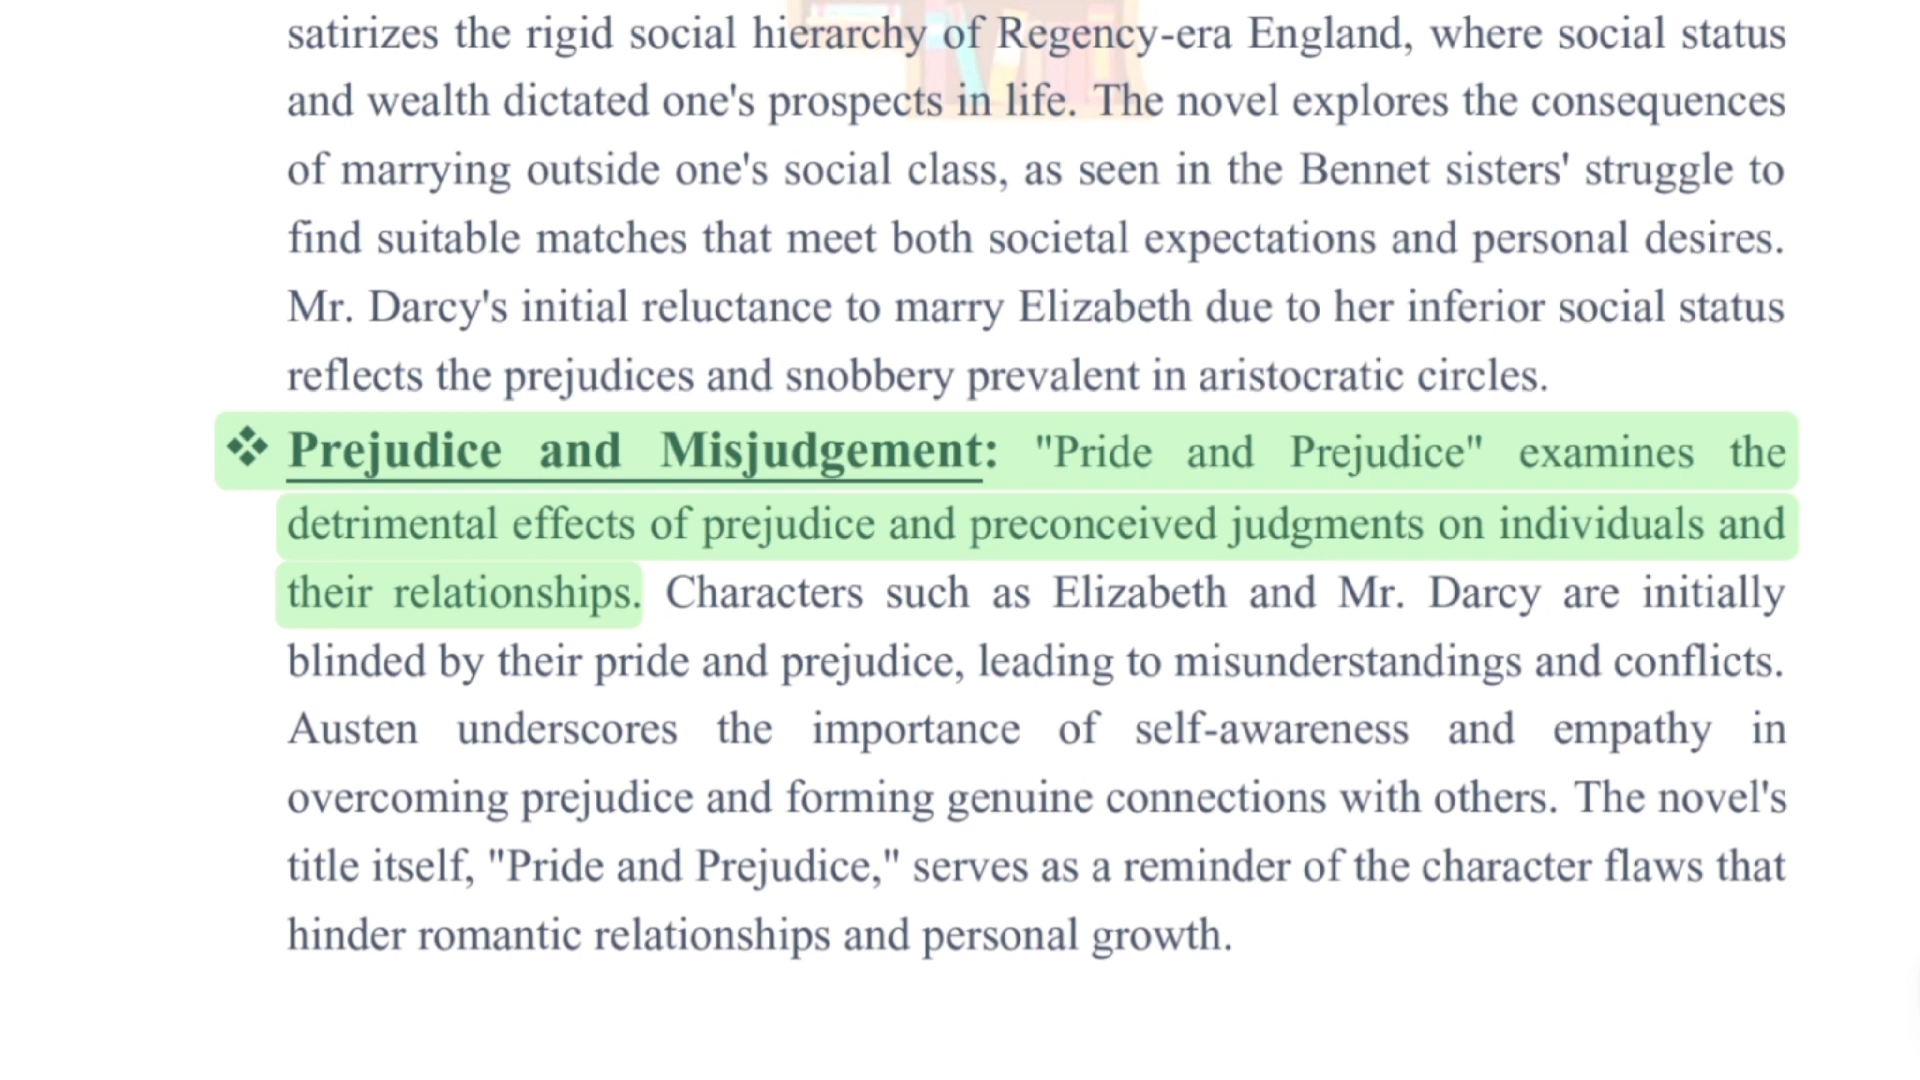 satirizes the rigid social hierarchy of Regency-era England, where social status
and wealth dictated one's prospects in life. The novel explores the consequences
of marrying outside one's social class, as seen in the Bennet sisters' struggle to
find suitable matches that meet both societal expectations and personal desires.
Mr. Darcy's initial reluctance to marry Elizabeth due to her inferior social status
reflects the prejudices and snobbery prevalent in aristocratic circles.
❖ Prejudice and Misjudgement: "Pride and Prejudice" examines the
detrimental effects of prejudice and preconceived judgments on individuals and
their relationships. Characters such as Elizabeth and Mr. Darcy are initially
blinded by their pride and prejudice, leading to misunderstandings and conflicts.
Austen underscores the importance of self-awareness and empathy in
overcoming prejudice and forming genuine connections with others. The novel's
title itself, "Pride and Prejudice," serves as a reminder of the character flaws that
hinder romantic relationships and personal growth.